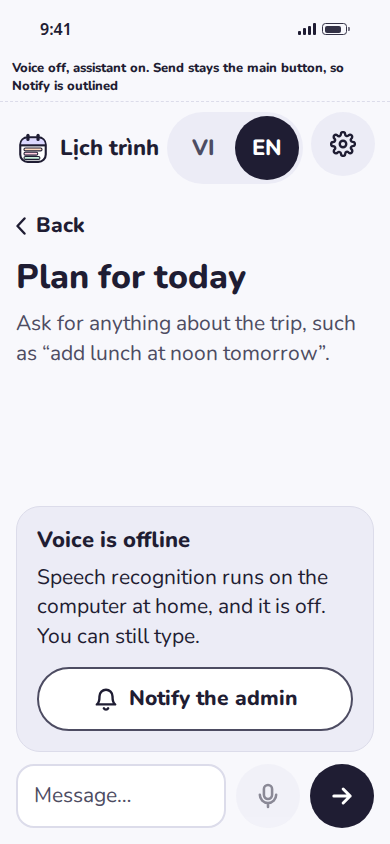 9:41
Voice off, assistant on. Send stays the main button, so
Notify is outlined
Lịch trình VI EN
Back
Plan for today
Ask for anything about the trip, such
as “add lunch at noon tomorrow”.
Voice is offline
Speech recognition runs on the
computer at home, and it is off.
You can still type.
Notify the admin
Message...